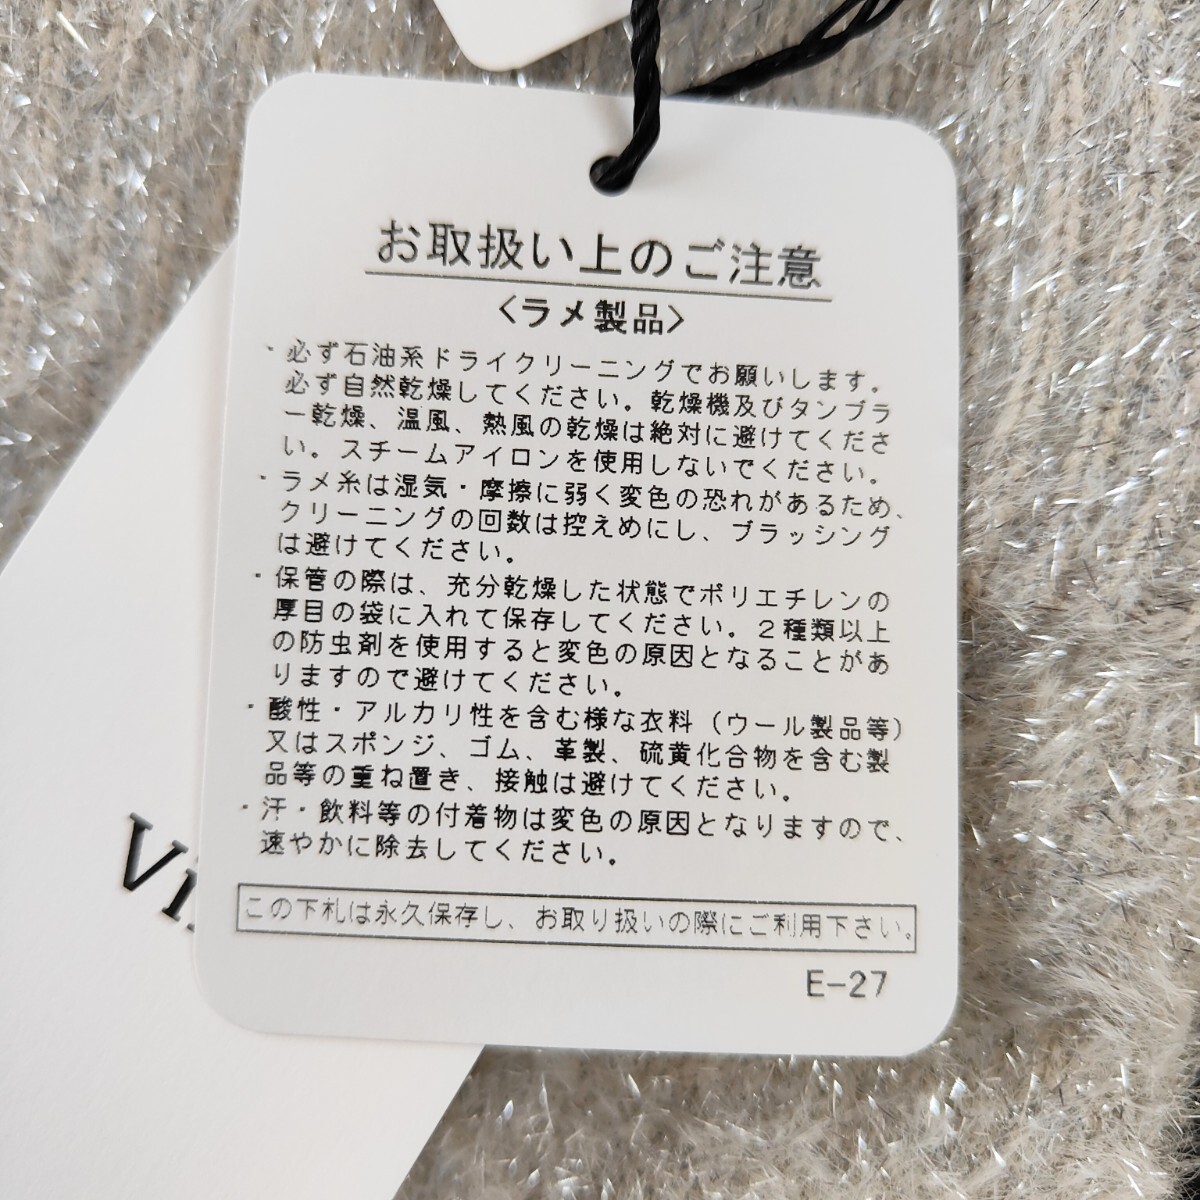 お取扱い上のご注意
<ラメ製品>
・必ず石油系ドライクリーニングでお願いします。
必ず自然乾燥してください。乾燥機及びタンブラ
ー乾燥、温風、熱風の乾燥は絶対に避けてくださ
い。スチームアイロンを使用しないでください。
・ラメ糸は湿気・摩擦に弱く変色の恐れがあるため、
クリーニングの回数は控えめにし、ブラッシング
は避けてください。
・保管の際は、充分乾燥した状態でポリエチレンの
厚目の袋に入れて保存してください。2種類以上
の防虫剤を使用すると変色の原因となることがあ
りますので避けてください。
・酸性・アルカリ性を含む様な衣料（ウール製品等）
又はスポンジ、ゴム、革製、硫黄化合物を含む製
品等の重ね置き、接触は避けてください。
・汗・飲料等の付着物は変色の原因となりますので、
速やかに除去してください。
この下札は永久保存し、お取り扱いの際にご利用下さい。
E-27